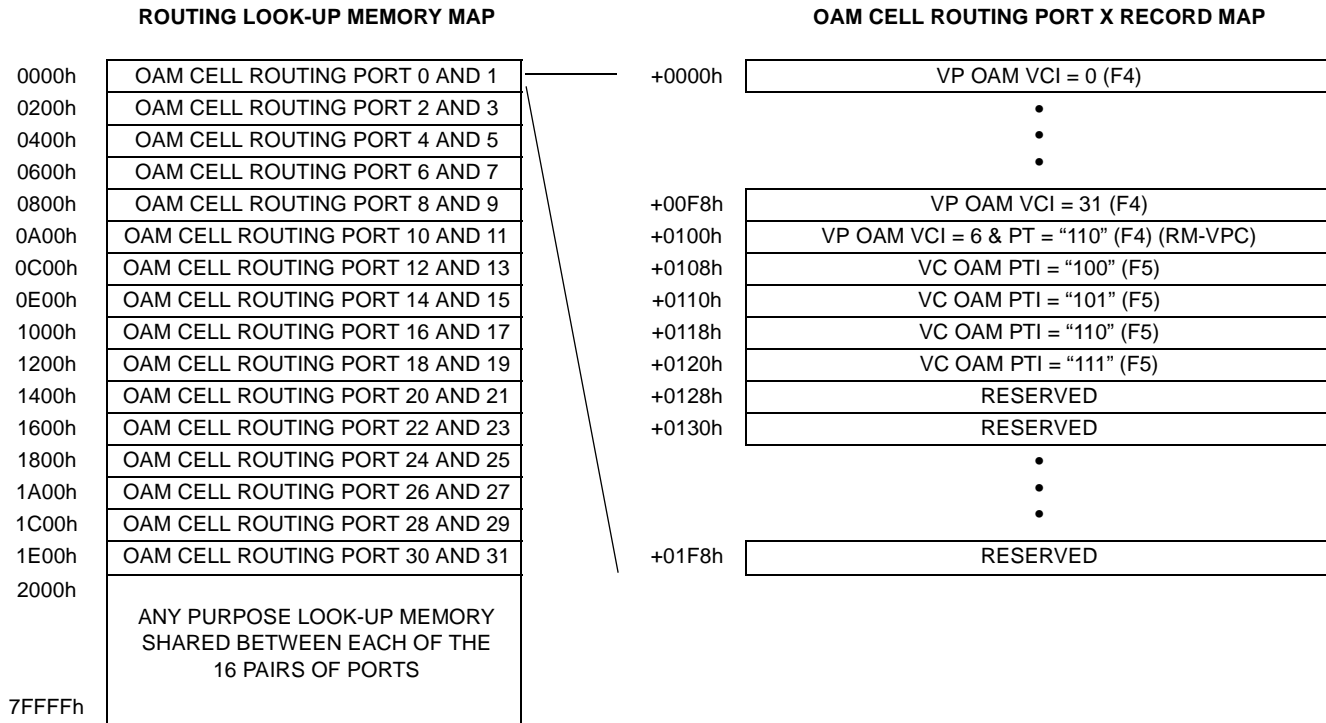 ROUTING LOOK-UP MEMORY MAP
0000h OAM CELL ROUTING PORT 0 AND 1
0200h OAM CELL ROUTING PORT 2 AND 3
0400h OAM CELL ROUTING PORT 4 AND 5
0600h OAM CELL ROUTING PORT 6 AND 7
0800h OAM CELL ROUTING PORT 8 AND 9
0A00h OAM CELL ROUTING PORT 10 AND 11
0C00h OAM CELL ROUTING PORT 12 AND 13
0E00h OAM CELL ROUTING PORT 14 AND 15
1000h OAM CELL ROUTING PORT 16 AND 17
1200h OAM CELL ROUTING PORT 18 AND 19
1400h OAM CELL ROUTING PORT 20 AND 21
1600h OAM CELL ROUTING PORT 22 AND 23
1800h OAM CELL ROUTING PORT 24 AND 25
1A00h OAM CELL ROUTING PORT 26 AND 27
1C00h OAM CELL ROUTING PORT 28 AND 29
1E00h OAM CELL ROUTING PORT 30 AND 31
2000h
ANY PURPOSE LOOK-UP MEMORY
SHARED BETWEEN EACH OF THE
16 PAIRS OF PORTS
7FFFFh
OAM CELL ROUTING PORT X RECORD MAP
+0000h VP OAM VCI = 0 (F4)
•
•
•
+00F8h VP OAM VCI = 31 (F4)
+0100h VP OAM VCI = 6 & PT = “110” (F4) (RM-VPC)
+0108h VC OAM PTI = “100” (F5)
+0110h VC OAM PTI = “101” (F5)
+0118h VC OAM PTI = “110” (F5)
+0120h VC OAM PTI = “111” (F5)
+0128h RESERVED
+0130h RESERVED
•
•
•
+01F8h RESERVED